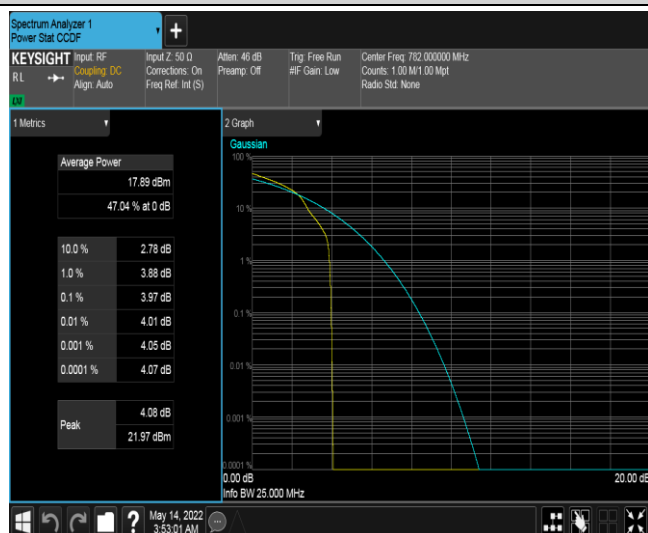 Spectrum Analyzer 1
Power Stat CCDF
+
KEYSIGHT
RL
LXI
Input: RF
Coupling: DC
Align: Auto
Input Z: 50 Ω
Corrections: On
Freq Ref: Int (S)
Atten: 46 dB
Preamp: Off
Trig: Free Run
#IF Gain: Low
Center Freq: 782.000000 MHz
Counts: 1.00 M/1.00 Mpt
Radio Std: None
1 Metrics
Average Power
17.89 dBm
47.04 % at 0 dB
10.0 % 2.78 dB
1.0 % 3.88 dB
0.1 % 3.97 dB
0.01 % 4.01 dB
0.001 % 4.05 dB
0.0001 % 4.07 dB
Peak
4.08 dB
21.97 dBm
2 Graph
Gaussian
100 %
10 %
1 %
0.1 %
0.01 %
0.001 %
0.0001 %
0.00 dB 20.00 dB
Info BW 25.000 MHz
?
May 14, 2022
3:53:01 AM